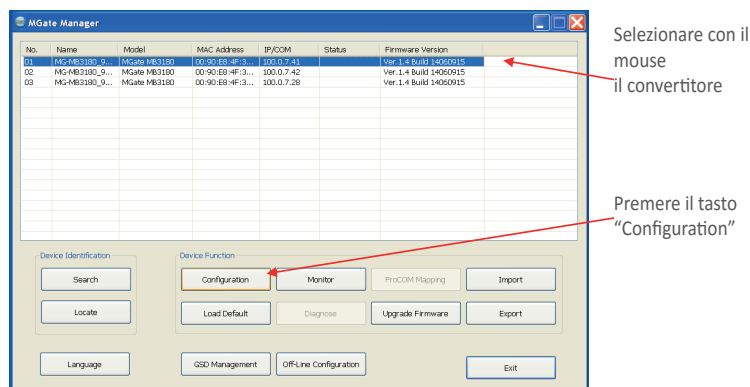 MGate Manager
No. Name Model MAC Address IP/COM Status Firmware Version
01 MG-MB3180_9... MGate MB3180 00:90:E8:4F:3... 100.0.7.41 Ver.1.4 Build 14060915
02 MG-MB3180_9... MGate MB3180 00:90:E8:4F:3... 100.0.7.42 Ver.1.4 Build 14060915
03 MG-MB3180_9... MGate MB3180 00:90:E8:4F:3... 100.0.7.28 Ver.1.4 Build 14060915
Selezionare con il
mouse
il convertitore
Premere il tasto
“Configuration”
Device Identification
Search
Locate
Device Function
Configuration Monitor ProCOM Mapping Import
Load Default Diagnose Upgrade Firmware Export
Language GSD Management Off-Line Configuration Exit